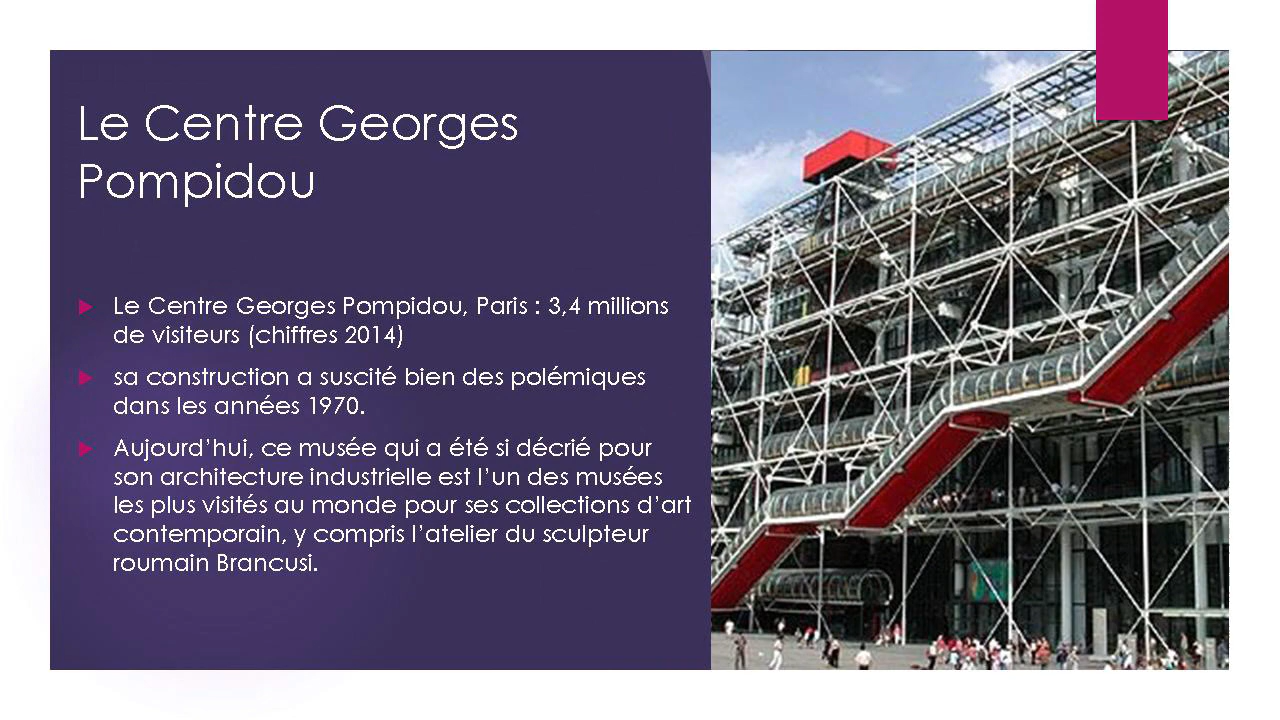 Le Centre Georges
Pompidou
Le Centre Georges Pompidou, Paris : 3,4 millions
de visiteurs (chiffres 2014)
sa construction a suscité bien des polémiques
dans les années 1970.
Aujourd’hui, ce musée qui a été si décrié pour
son architecture industrielle est l’un des musées
les plus visités au monde pour ses collections d’art
contemporain, y compris l’atelier du sculpteur
roumain Brancusi.